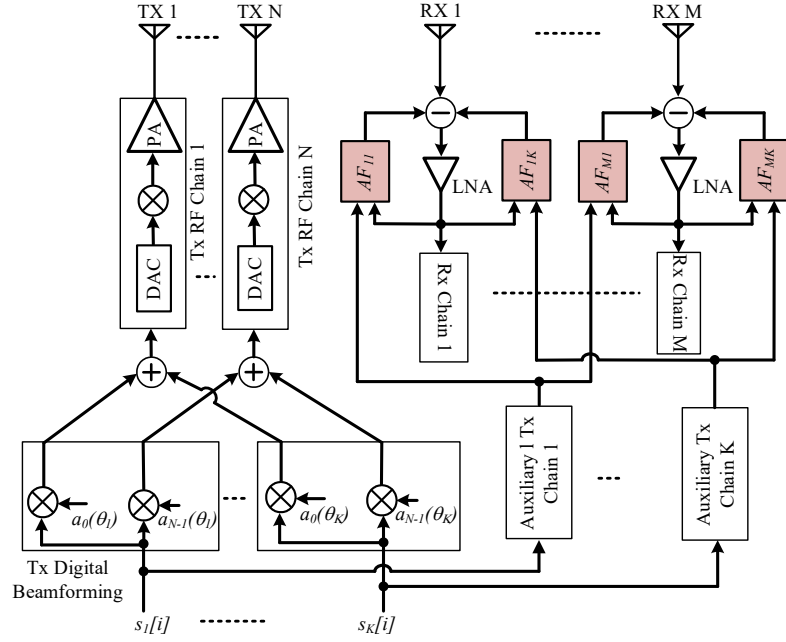 TX 1
TX N
RX 1
RX M
PA
PA
Tx RF Chain 1
Tx RF Chain N
DAC
DAC
AF11
AF1K
AFM1
AFMK
LNA
LNA
Rx Chain 1
Rx Chain M
a0(θ1)
aN-1(θ1)
a0(θK)
aN-1(θK)
Auxiliary l Tx
Chain 1
Auxiliary Tx
Chain K
Tx Digital
Beamforming
s1[i]
sK[i]